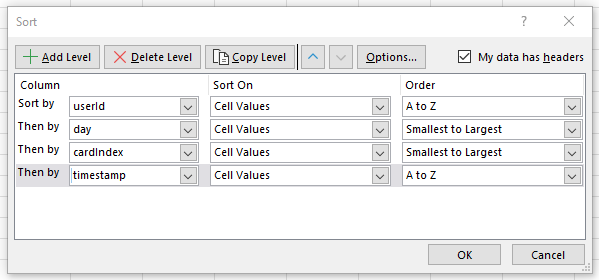 Sort
?
Add Level Delete Level Copy Level Options... My data has headers
Column Sort On Order
Sort by userId Cell Values A to Z
Then by day Cell Values Smallest to Largest
Then by cardIndex Cell Values Smallest to Largest
Then by timestamp Cell Values A to Z
OK Cancel